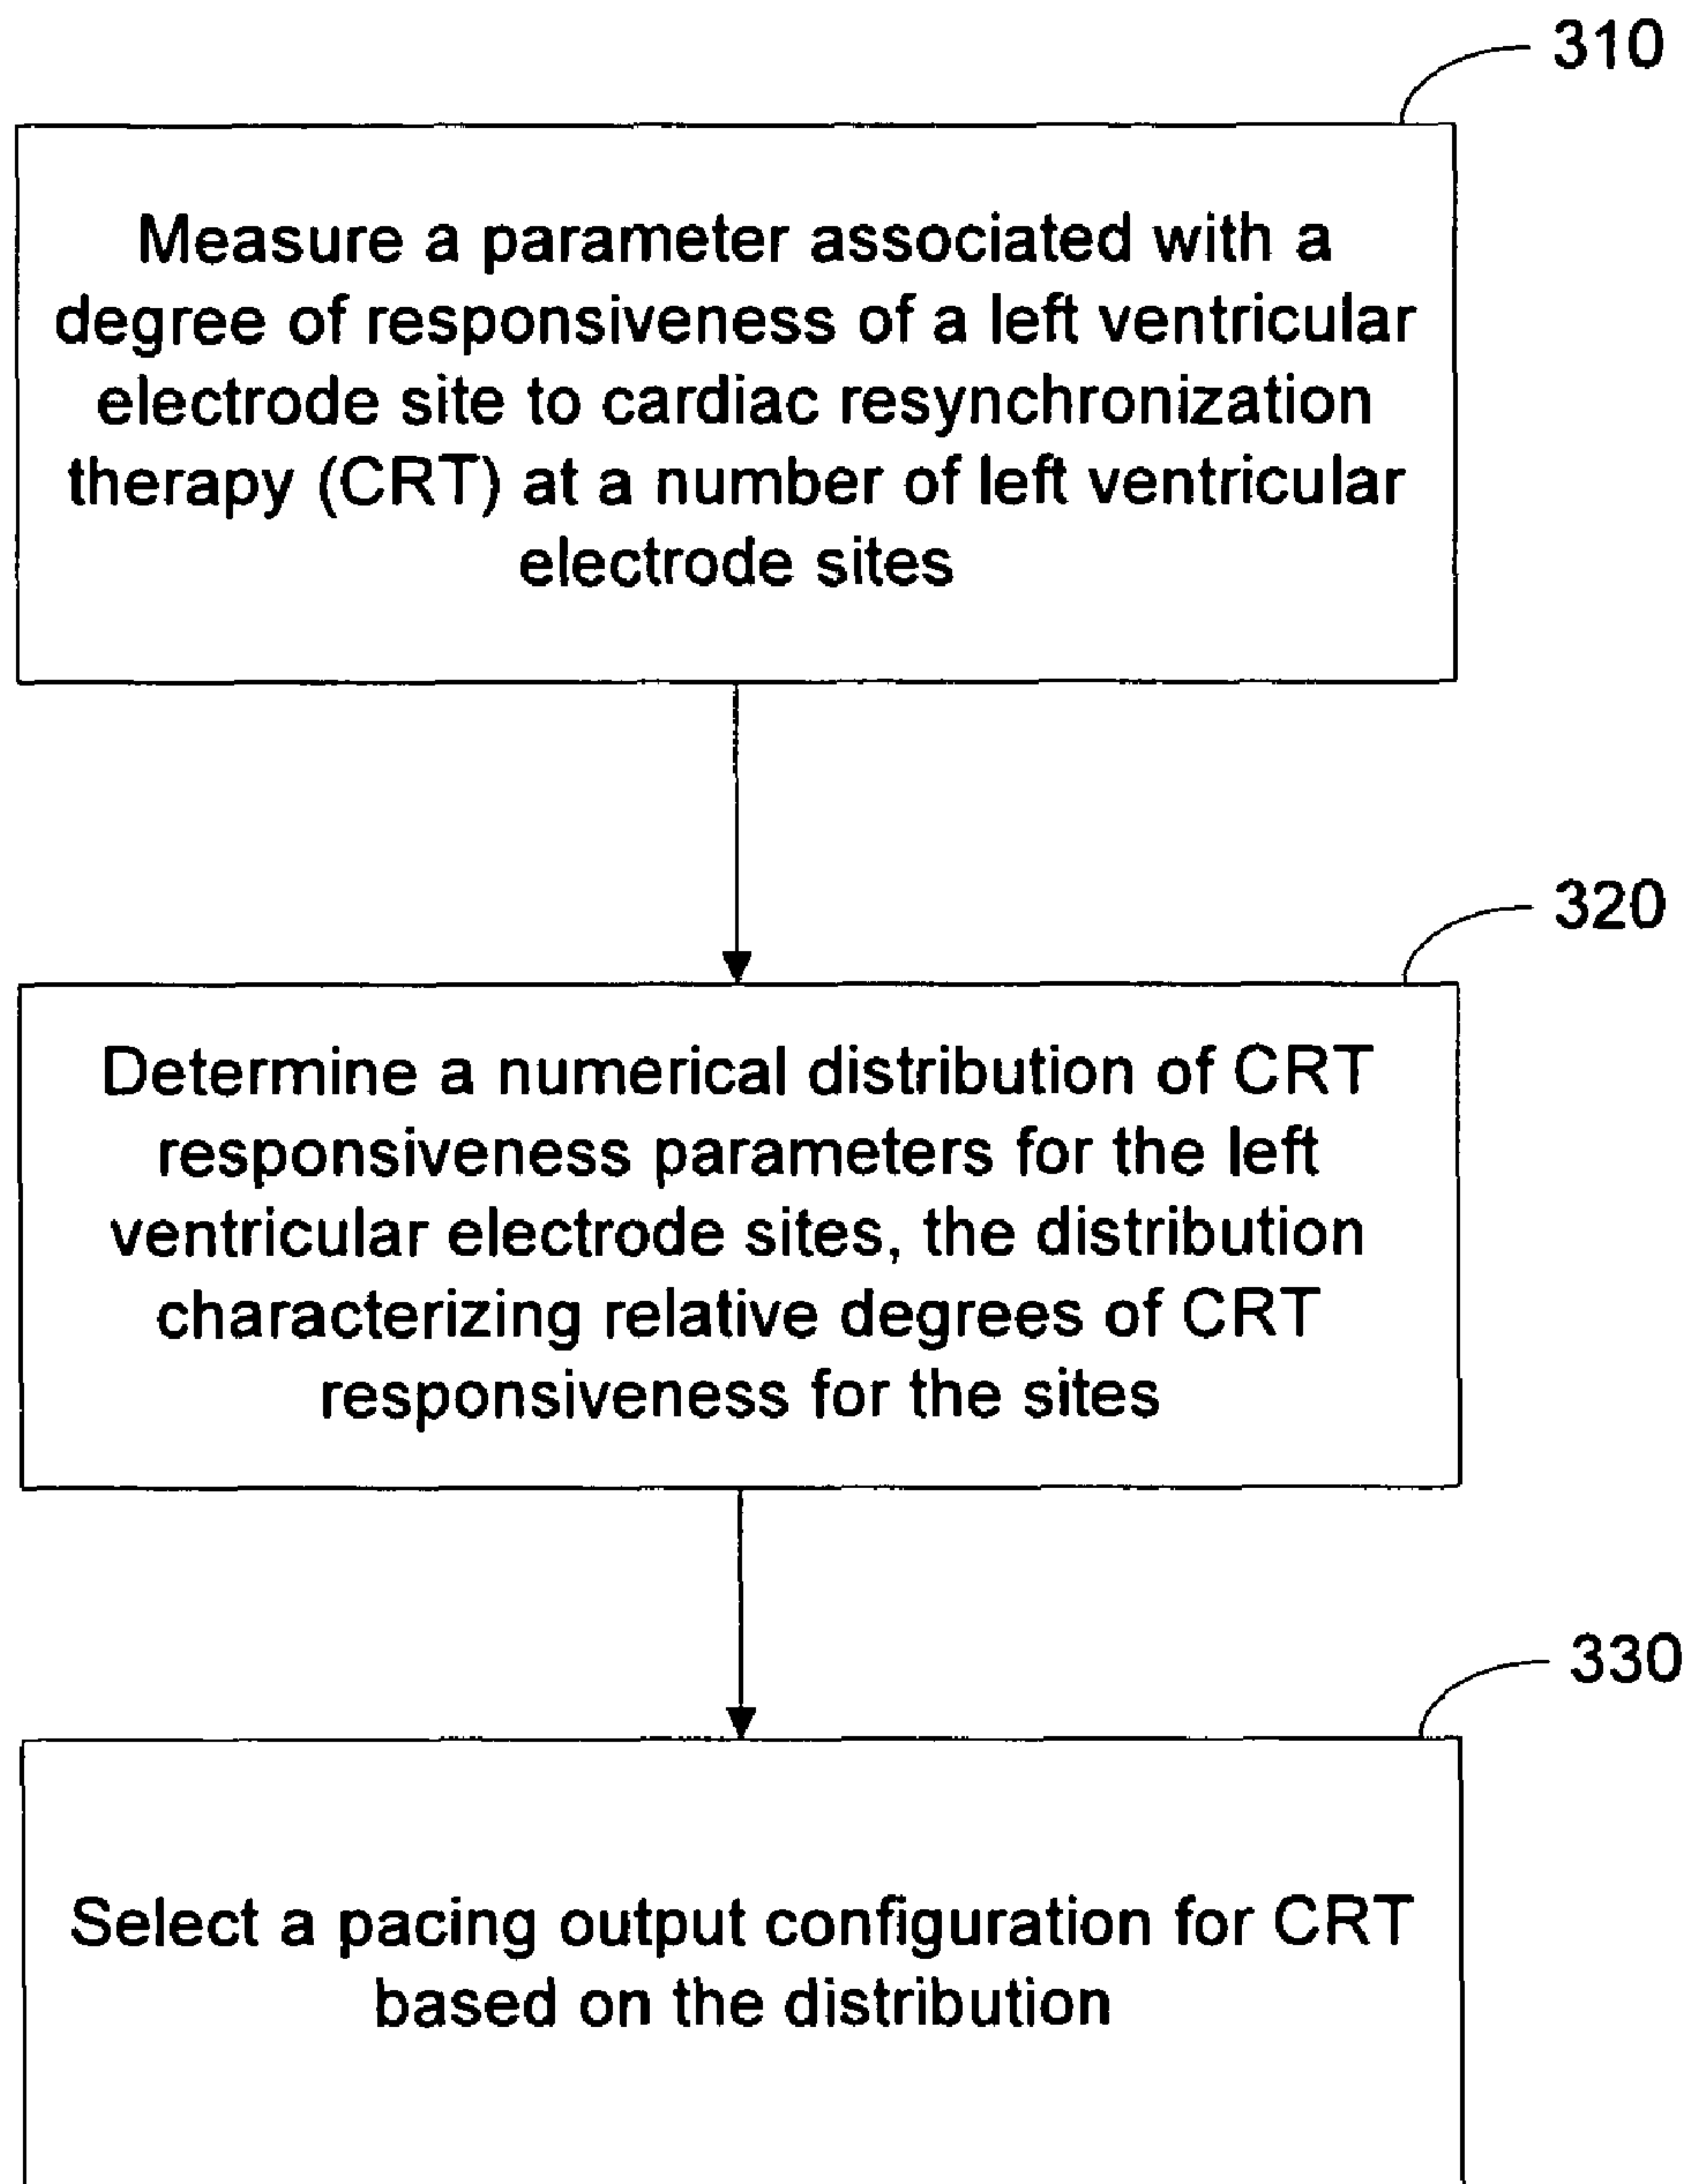 310
Measure a parameter associated with a
degree of responsiveness of a left ventricular
electrode site to cardiac resynchronization
therapy (CRT) at a number of left ventricular
electrode sites
320
Determine a numerical distribution of CRT
responsiveness parameters for the left
ventricular electrode sites, the distribution
characterizing relative degrees of CRT
responsiveness for the sites
330
Select a pacing output configuration for CRT
based on the distribution